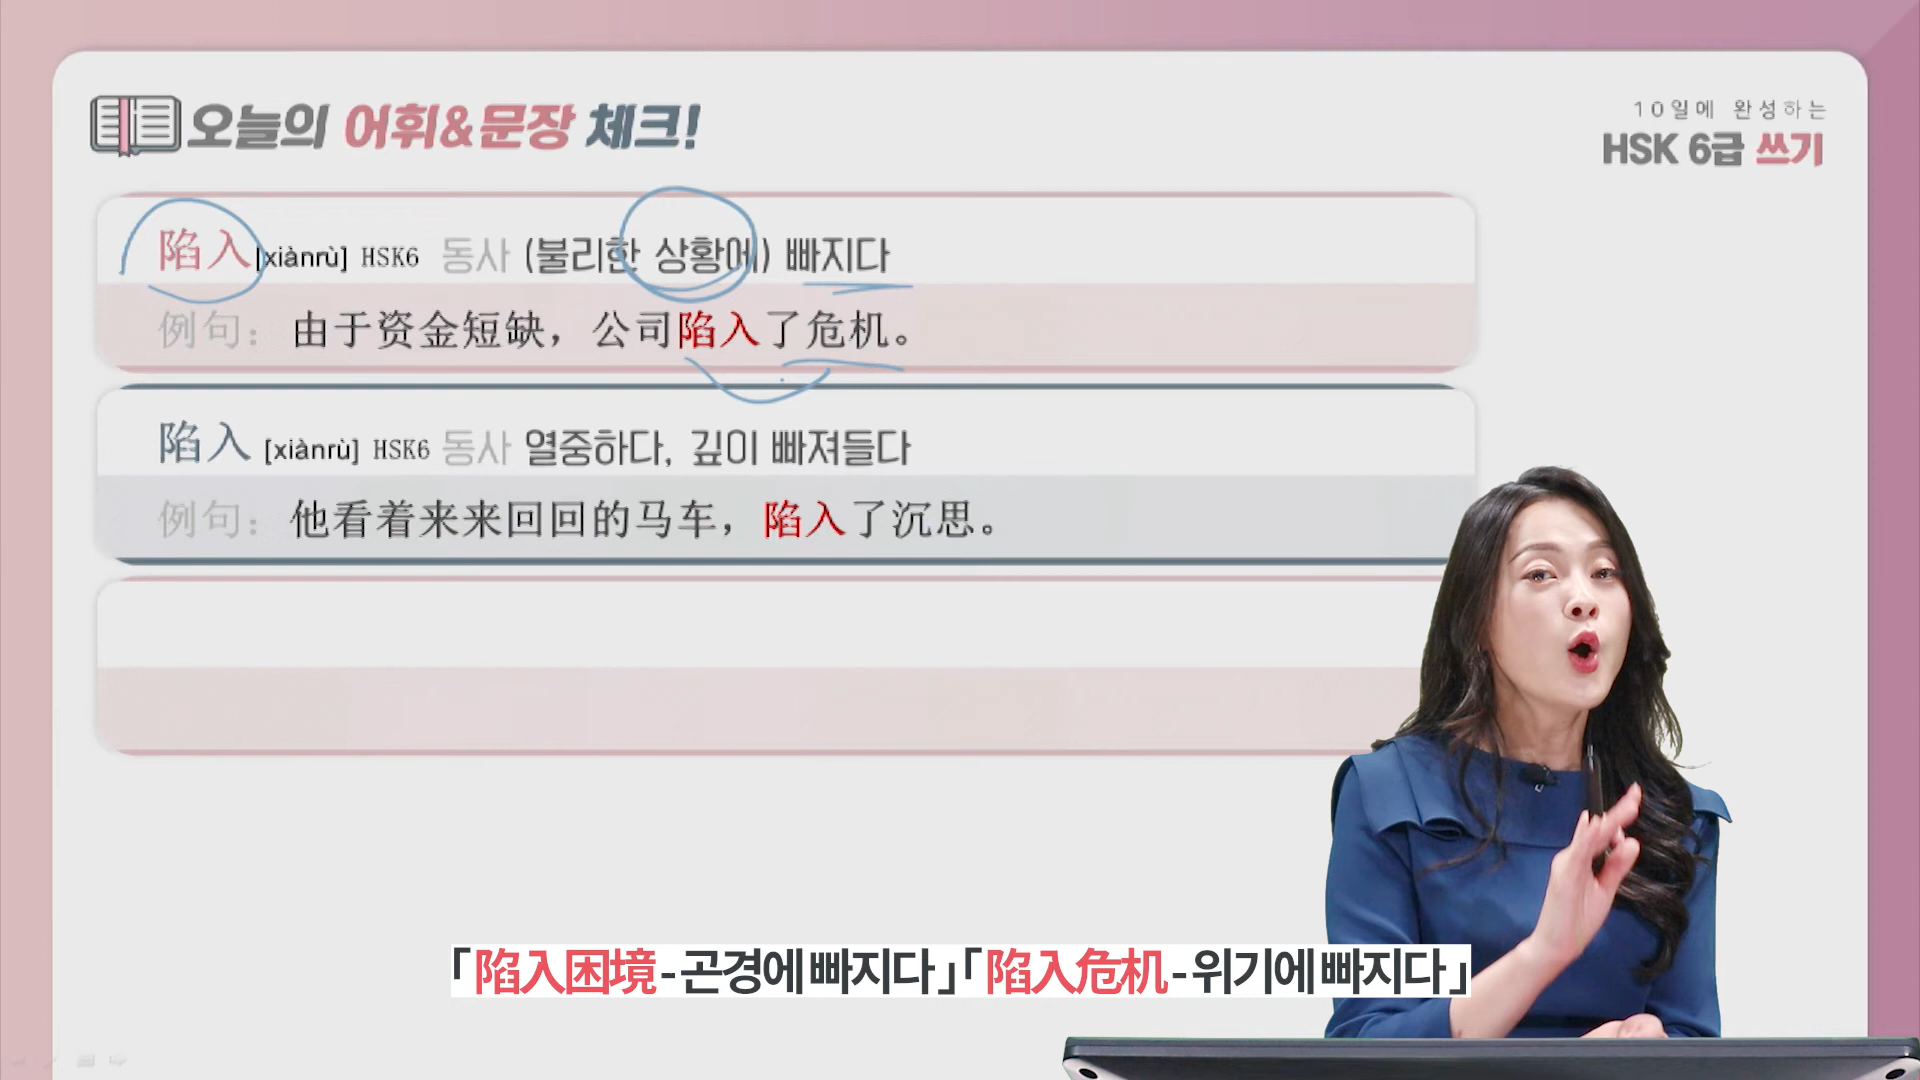 오늘의 어휘&문장 체크!
10일에 완성하는
HSK 6급 쓰기
陷入 [xiànrù] HSK6 동사 (불리한 상황에) 빠지다
例句： 由于资金短缺，公司陷入了危机。
陷入 [xiànrù] HSK6 동사 열중하다, 깊이 빠져들다
例句： 他看着来来回回的马车，陷入了沉思。
「陷入困境-곤경에 빠지다」「陷入危机-위기에 빠지다」